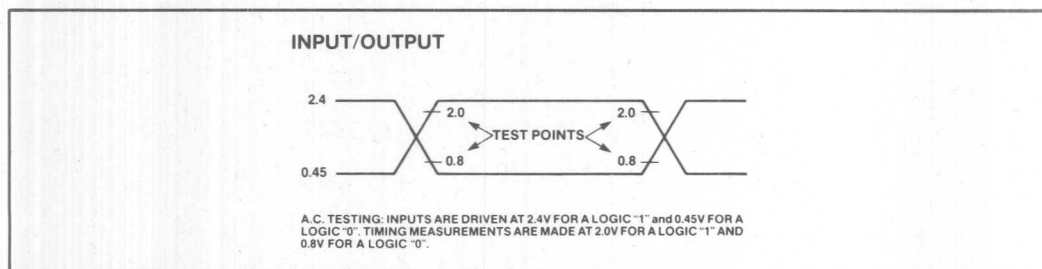 INPUT/OUTPUT
2.4
2.0
2.0
TEST POINTS
0.8
0.8
0.45
A.C. TESTING: INPUTS ARE DRIVEN AT 2.4V FOR A LOGIC "1" and 0.45V FOR A
LOGIC "0". TIMING MEASUREMENTS ARE MADE AT 2.0V FOR A LOGIC "1" AND
0.8V FOR A LOGIC "0".